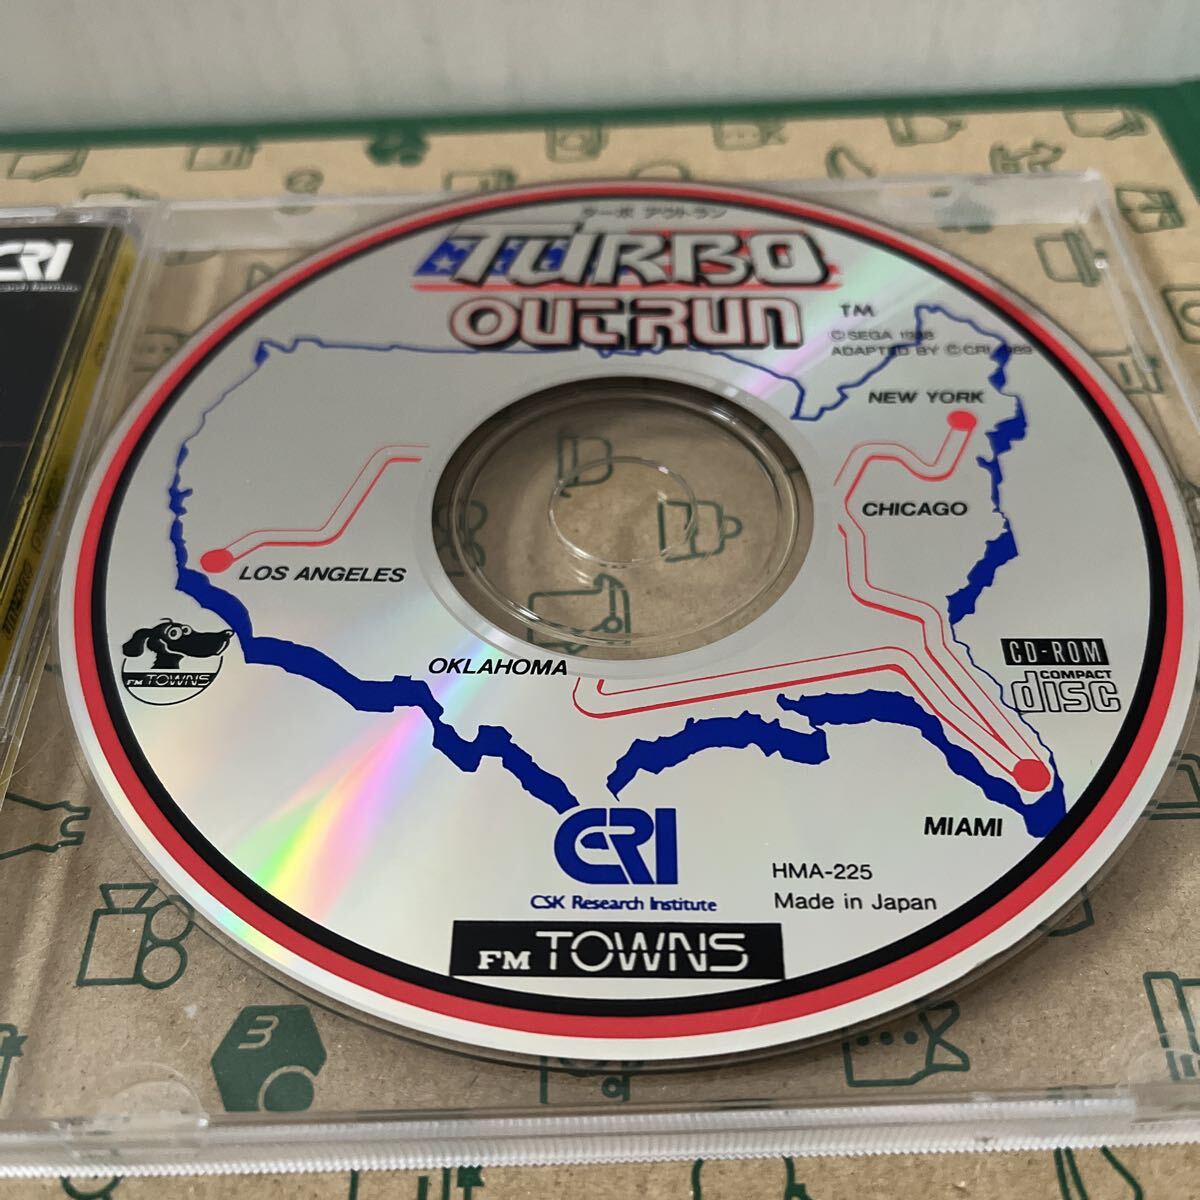 CRI
ターボ アウトラン
TURBO
OUTRUN
TM
©SEGA 1988
ADAPTED BY ©CRI 1989
NEW YORK
CHICAGO
LOS ANGELES
OKLAHOMA
FM TOWNS
CD-ROM
COMPACT
disc
MIAMI
CRI
CSK Research Institute
HMA-225
Made in Japan
FM TOWNS